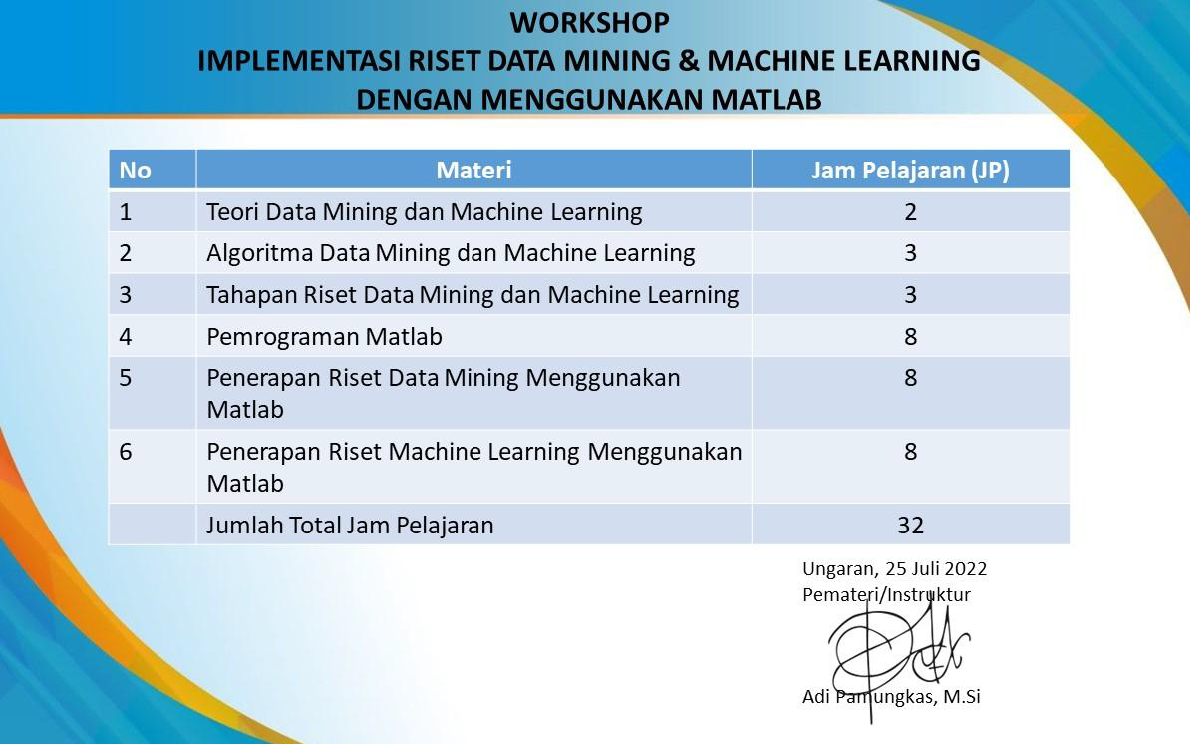 WORKSHOP
IMPLEMENTASI RISET DATA MINING & MACHINE LEARNING
DENGAN MENGGUNAKAN MATLAB
No Materi Jam Pelajaran (JP)
1 Teori Data Mining dan Machine Learning 2
2 Algoritma Data Mining dan Machine Learning 3
3 Tahapan Riset Data Mining dan Machine Learning 3
4 Pemrograman Matlab 8
5 Penerapan Riset Data Mining Menggunakan 8
Matlab
6 Penerapan Riset Machine Learning Menggunakan 8
Matlab
Jumlah Total Jam Pelajaran 32
Ungaran, 25 Juli 2022
Pemateri/Instruktur
Adi Pamungkas, M.Si